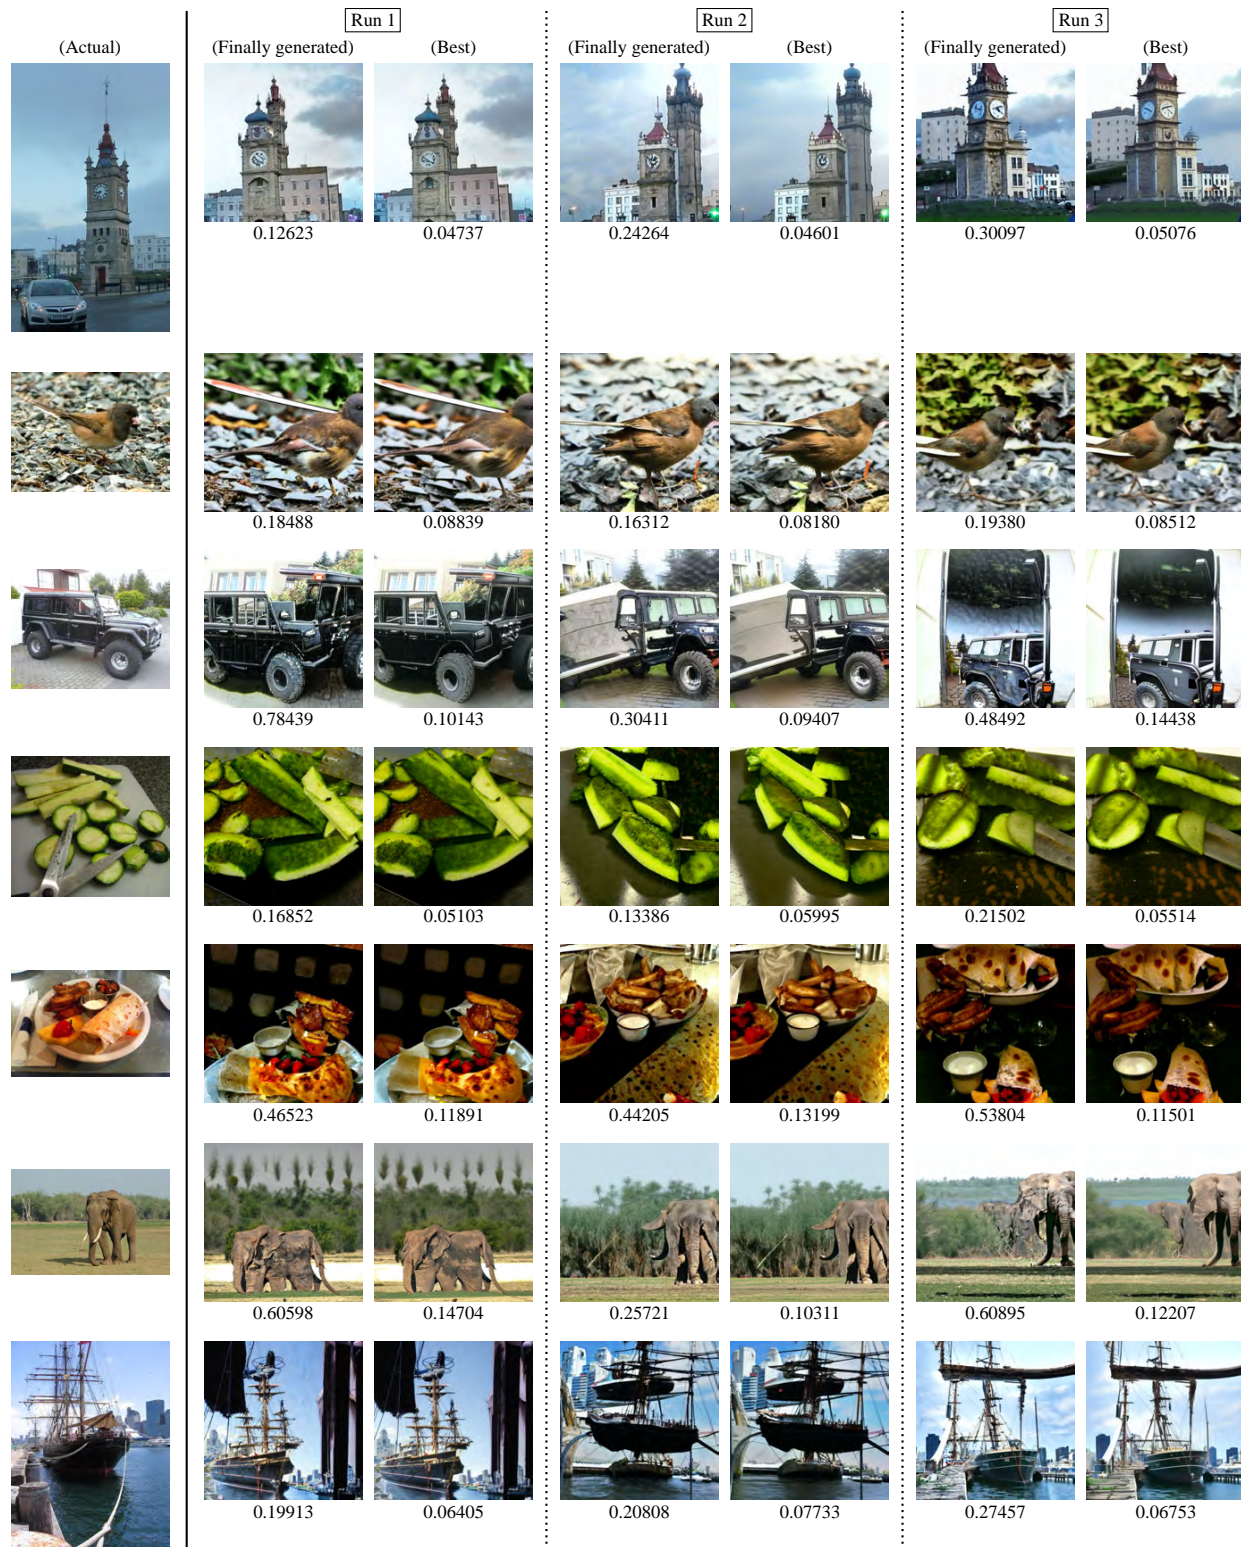 Run 1 Run 2 Run 3
(Actual) (Finally generated) (Best) (Finally generated) (Best) (Finally generated) (Best)
0.12623 0.04737 0.24264 0.04601 0.30097 0.05076
0.18488 0.08839 0.16312 0.08180 0.19380 0.08512
0.78439 0.10143 0.30411 0.09407 0.48492 0.14438
0.16852 0.05103 0.13386 0.05995 0.21502 0.05514
0.46523 0.11891 0.44205 0.13199 0.53804 0.11501
0.60598 0.14704 0.25721 0.10311 0.60895 0.12207
0.19913 0.06405 0.20808 0.07733 0.27457 0.06753